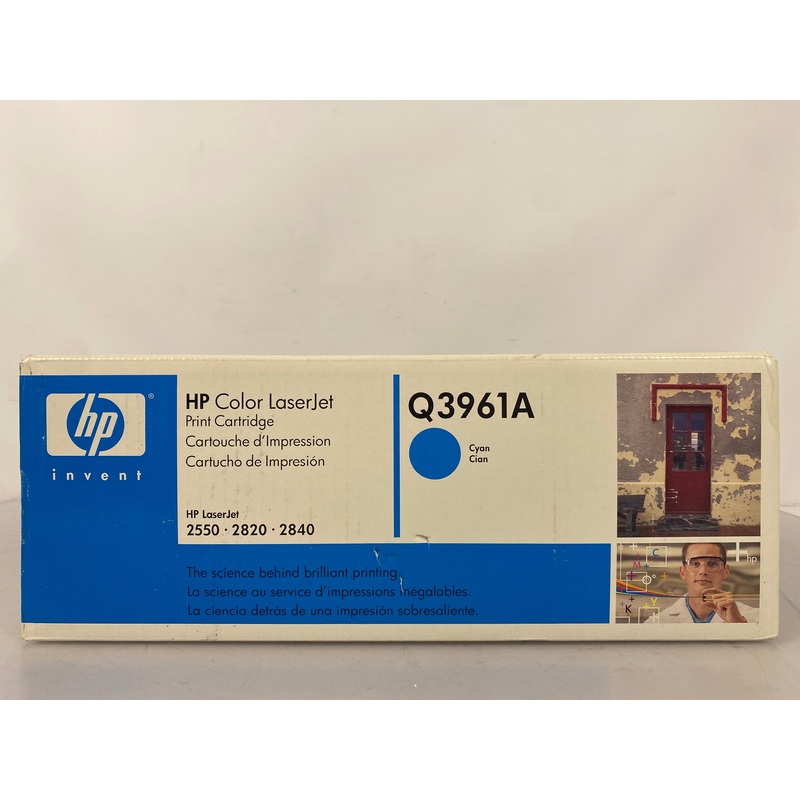 hp
®
invent
HP Color LaserJet
Print Cartridge
Cartouche d'Impression
Cartucho de Impresión
HP LaserJet
2550 · 2820 · 2840
Q3961A
Cyan
Cian
The science behind brilliant printing.
La science au service d'impressions inégalables.
La ciencia detrás de una impresión sobresaliente.
C
M
Y
K
+hp